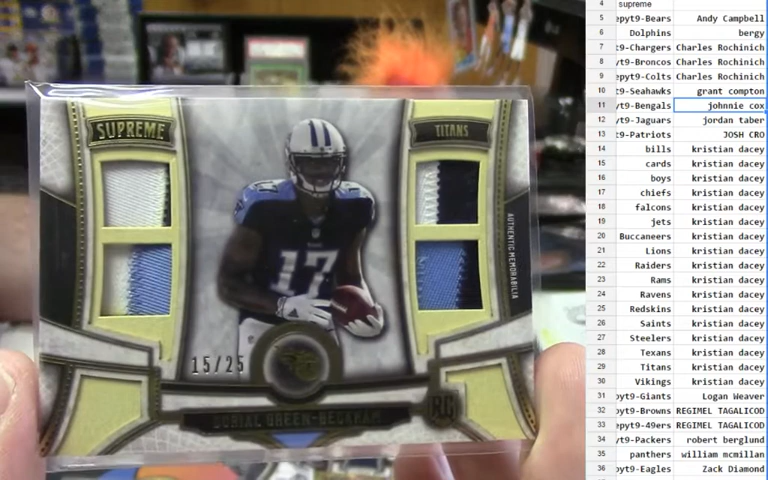 SUPREME
TITANS
17
17
AUTHENTIC MEMORABILIA
15/25
DORIAL GREEN-BECKHAM
RC
4 supreme
5 epyt9-Bears Andy Campbell
6 Dolphins bergy
7 t9-Chargers Charles Rochinich
8 yt9-Broncos Charles Rochinich
9 epyt9-Colts Charles Rochinich
10 t9-Seahawks grant compton
11 yt9-Bengals johnnie cox
12 yt9-Jaguars jordan taber
13 t9-Patriots JOSH CRO
14 bills kristian dacey
15 cards kristian dacey
16 boys kristian dacey
17 chiefs kristian dacey
18 falcons kristian dacey
19 jets kristian dacey
20 Buccaneers kristian dacey
21 Lions kristian dacey
22 Raiders kristian dacey
23 Rams kristian dacey
24 Ravens kristian dacey
25 Redskins kristian dacey
26 Saints kristian dacey
27 Steelers kristian dacey
28 Texans kristian dacey
29 Titans kristian dacey
30 Vikings kristian dacey
31 pyt9-Giants Logan Weaver
32 pyt9-Browns REGIMEL TAGALICOD
33 epyt9-49ers REGIMEL TAGALICOD
34 yt9-Packers robert berglund
35 panthers william mcmillan
36 pyt9-Eagles Zack Diamond